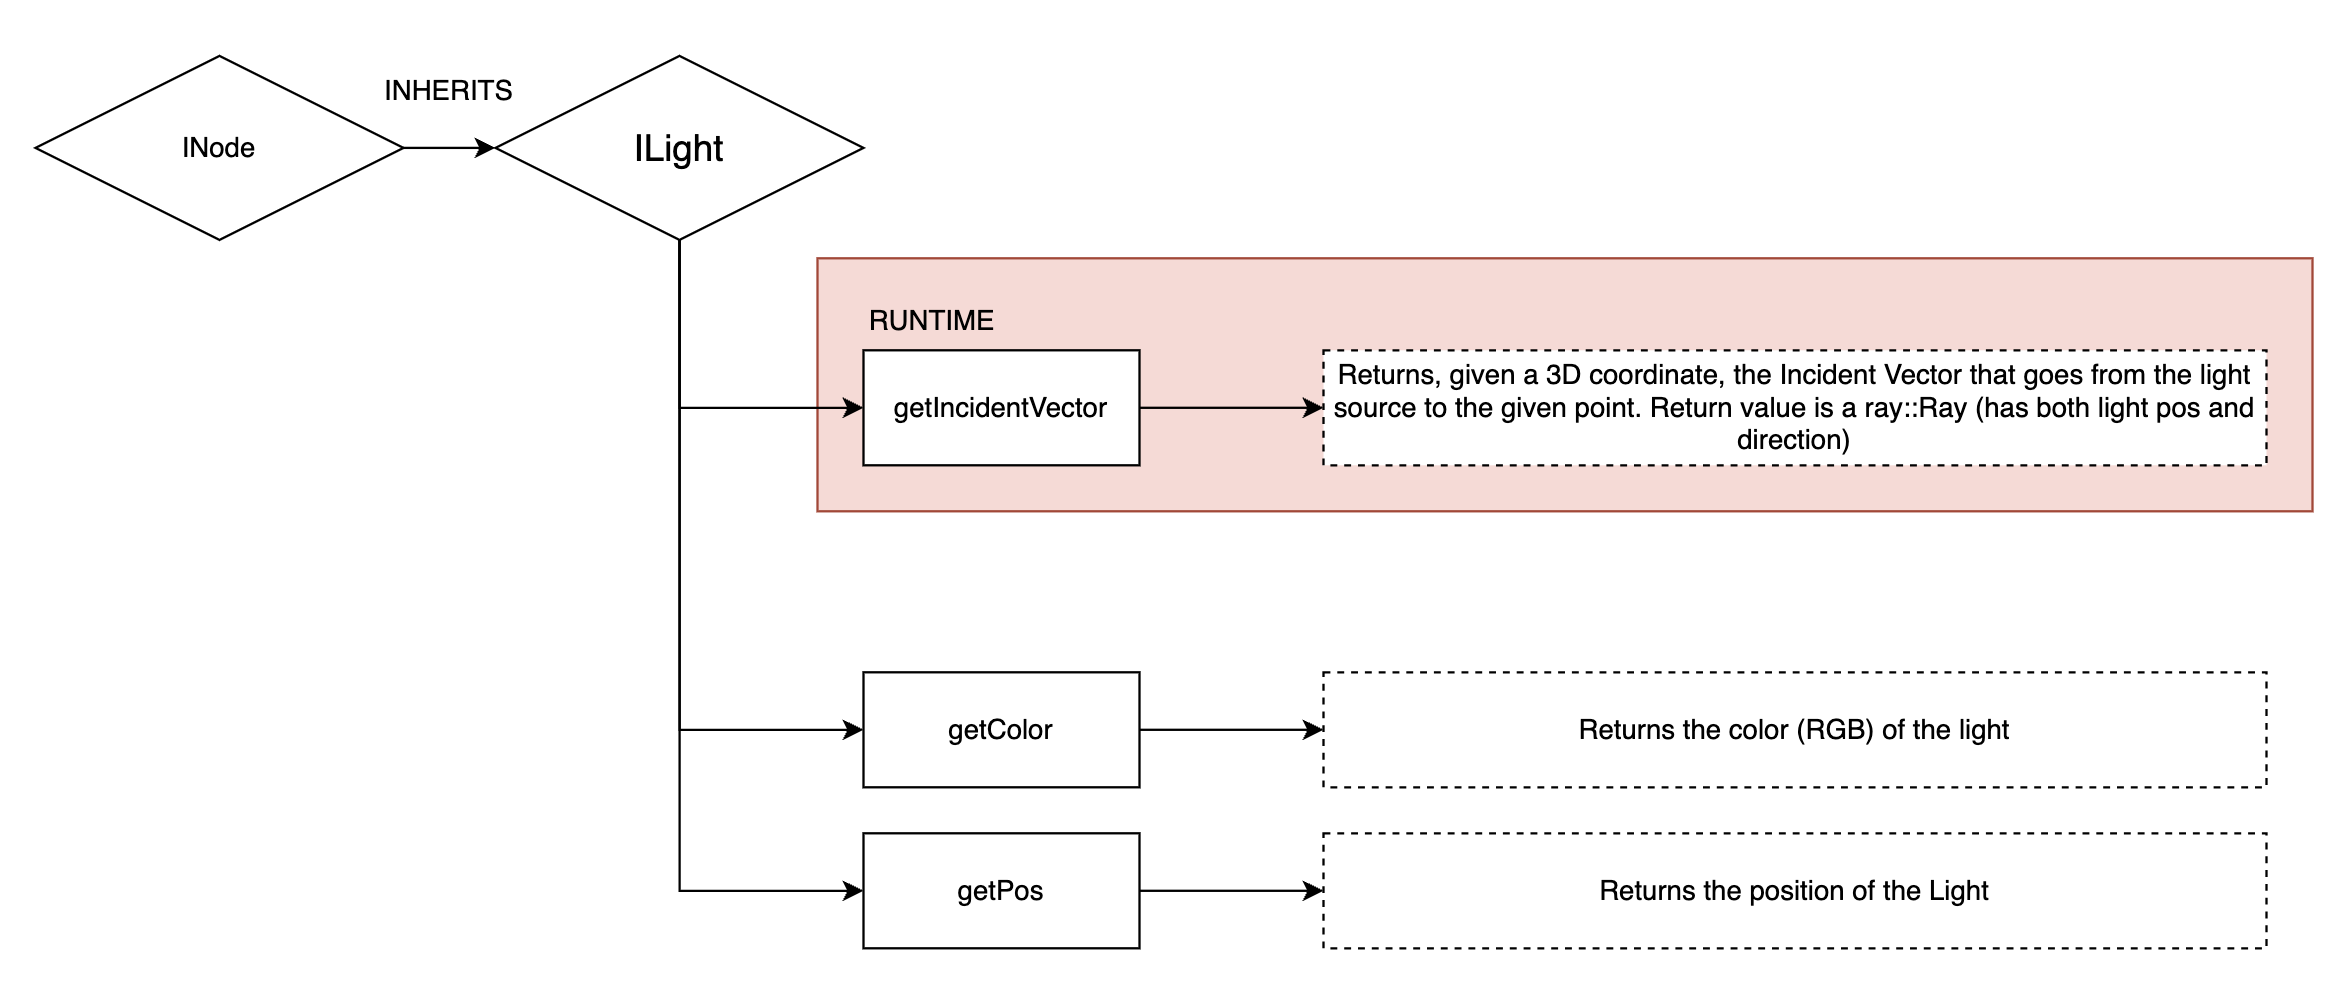 INHERITS
INode
ILight
RUNTIME
getIncidentVector
Returns, given a 3D coordinate, the Incident Vector that goes from the light
source to the given point. Return value is a ray::Ray (has both light pos and
direction)
getColor
Returns the color (RGB) of the light
getPos
Returns the position of the Light